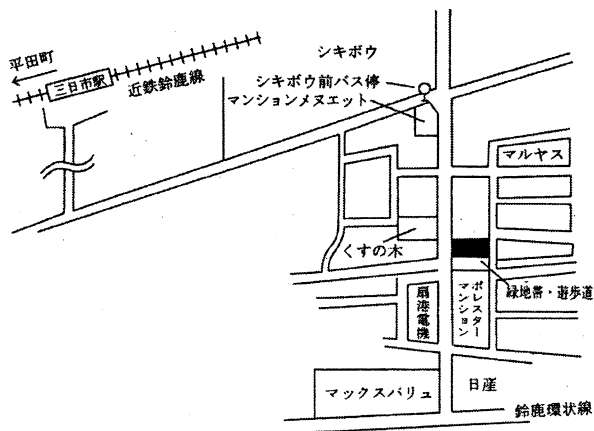 シキボウ
平田町
三日市駅
近鉄鈴鹿線
シキボウ前バス停
マンションメヌエット
マルヤス
くすの木
緑地帯・遊歩道
扇港電機
ポレスター
マンション
マックスバリュ
日産
鈴鹿環状線